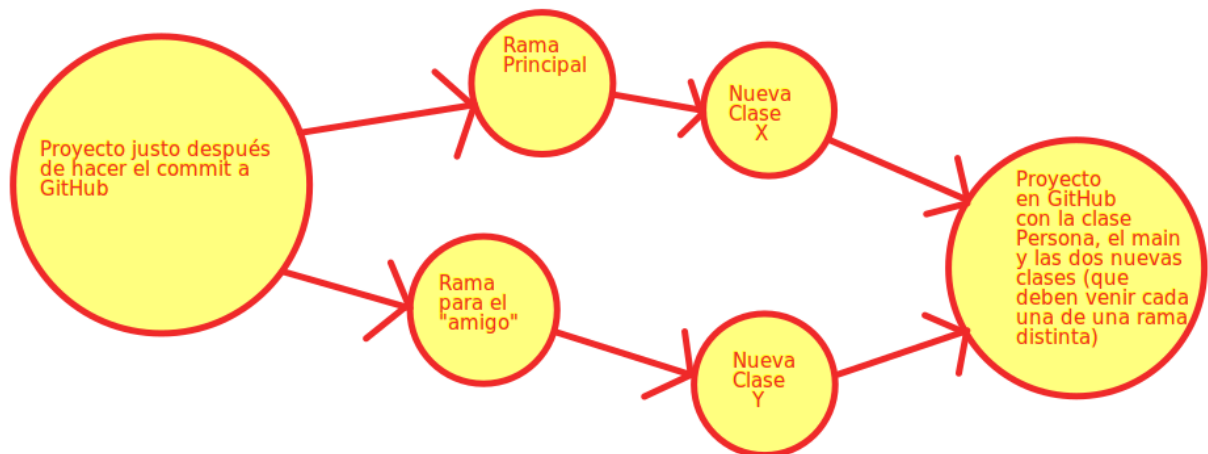 Proyecto justo después
de hacer el commit a
GitHub
Rama
Principal
Nueva
Clase
X
Rama
para el
"amigo"
Nueva
Clase
Y
Proyecto
en GitHub
con la clase
Persona, el main
y las dos nuevas
clases (que
deben venir cada
una de una rama
distinta)